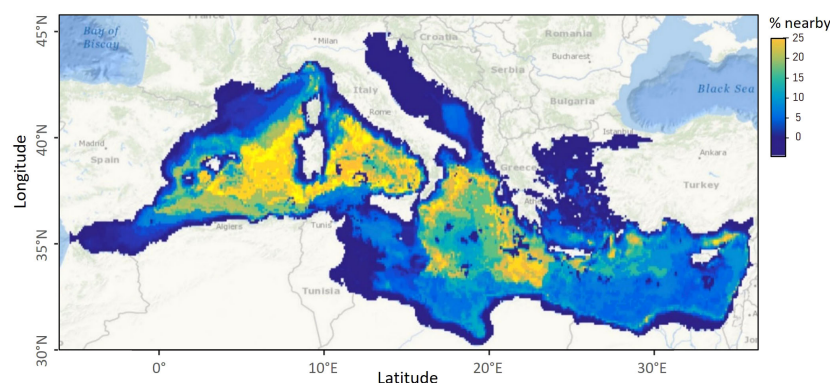 % nearby
25
20
15
10
5
0
45°N
40°N
35°N
30°N
Longitude
0°
10°E
20°E
30°E
Latitude
France
Bay of
Biscay
Milan
Croatia
Romania
Bucharest
Serbia
Italy
Rome
Bulgaria
Black Sea
Istanbul
Madrid
Spain
Ankara
Greece
Turkey
Algiers
Tunis
Tunisia